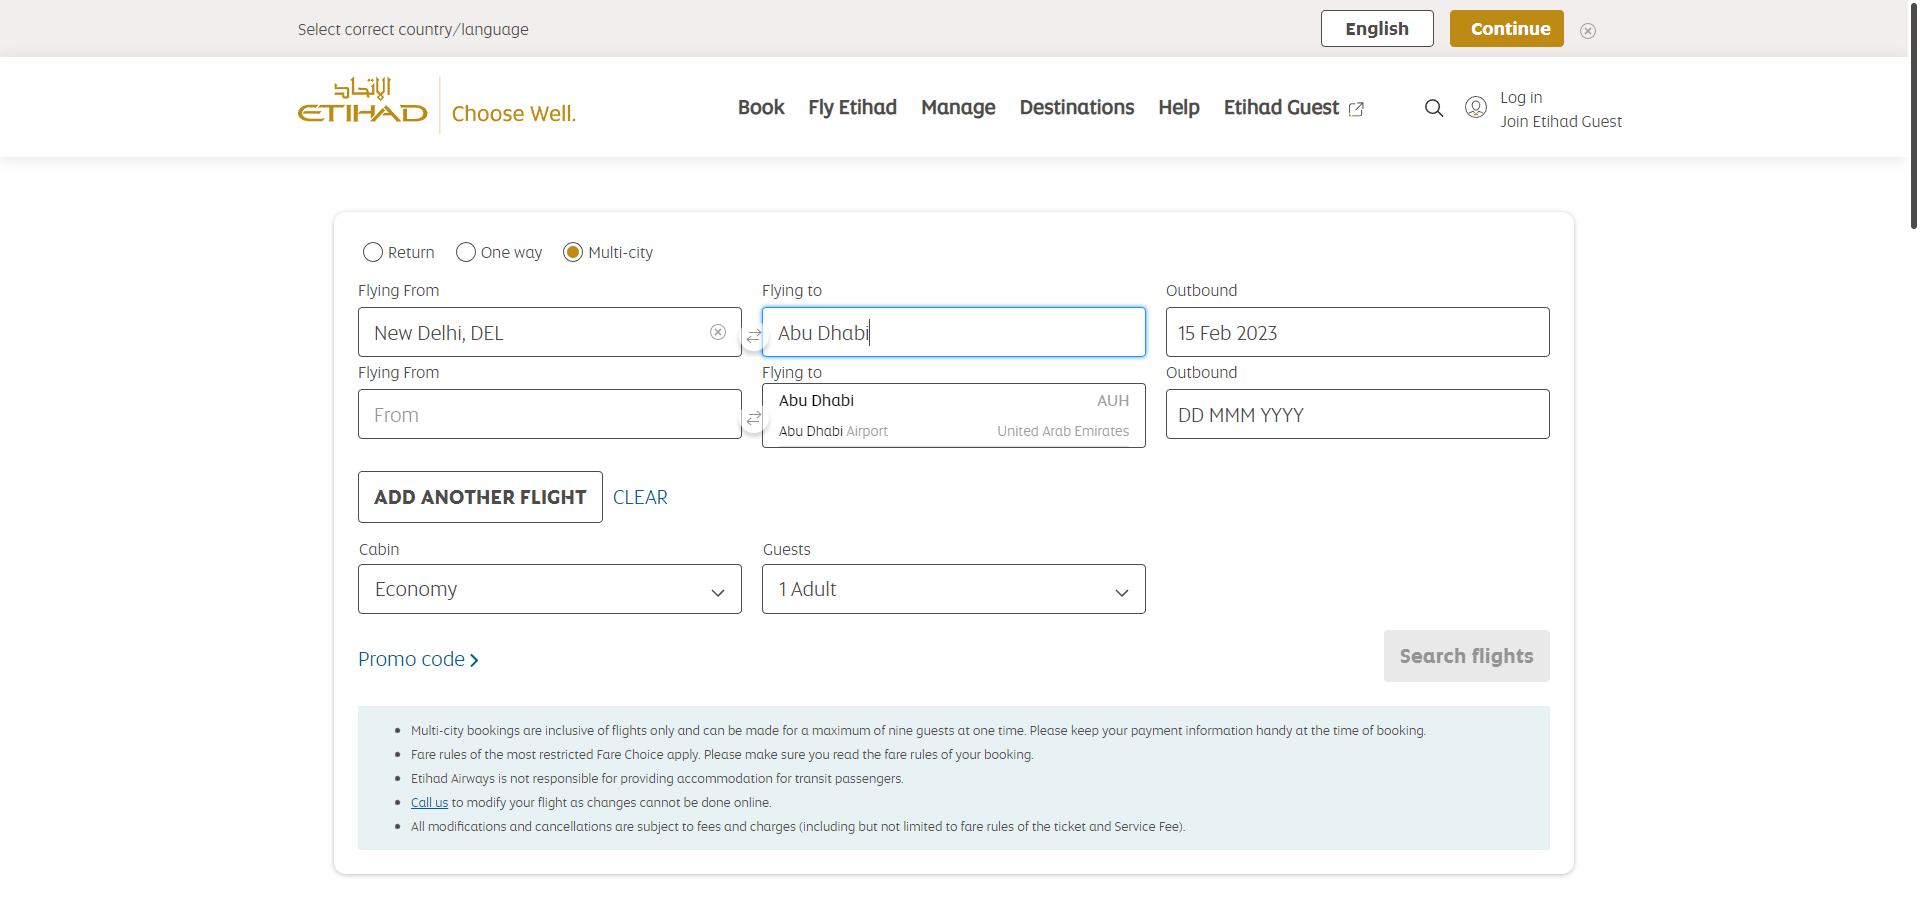 Select correct country/language
English
Continue
الإتحاد
ETIHAD
Choose Well.
Book
Fly Etihad
Manage
Destinations
Help
Etihad Guest
Log in
Join Etihad Guest
Return
One way
Multi-city
Flying From
Flying to
Outbound
New Delhi, DEL
Abu Dhabi
15 Feb 2023
Flying From
Flying to
Outbound
From
Abu Dhabi AUH
Abu Dhabi Airport United Arab Emirates
DD MMM YYYY
ADD ANOTHER FLIGHT
CLEAR
Cabin
Guests
Economy
1 Adult
Promo code
Search flights
Multi-city bookings are inclusive of flights only and can be made for a maximum of nine guests at one time. Please keep your payment information handy at the time of booking.
Fare rules of the most restricted Fare Choice apply. Please make sure you read the fare rules of your booking.
Etihad Airways is not responsible for providing accommodation for transit passengers.
Call us to modify your flight as changes cannot be done online.
All modifications and cancellations are subject to fees and charges (including but not limited to fare rules of the ticket and Service Fee).